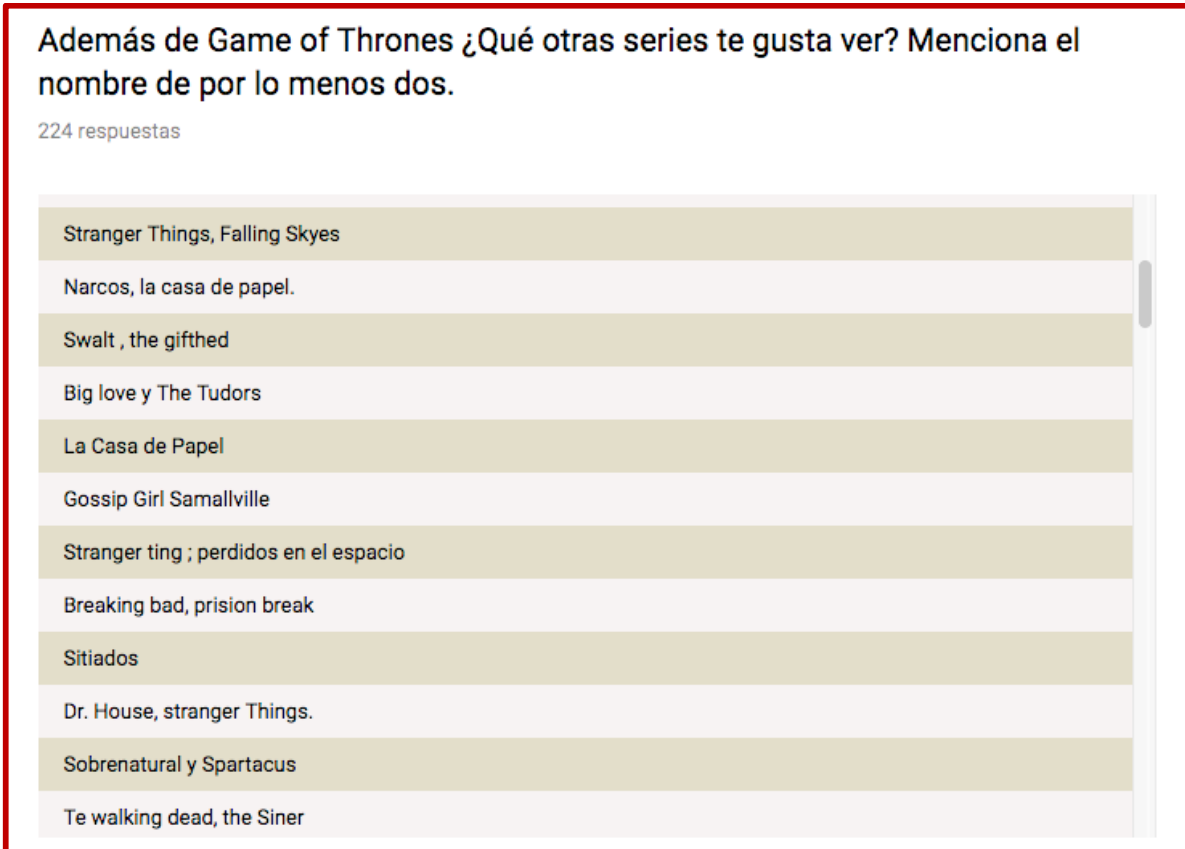 Además de Game of Thrones ¿Qué otras series te gusta ver? Menciona el
nombre de por lo menos dos.
224 respuestas
Stranger Things, Falling Skyes
Narcos, la casa de papel.
Swalt , the gifthed
Big love y The Tudors
La Casa de Papel
Gossip Girl Samallville
Stranger ting ; perdidos en el espacio
Breaking bad, prision break
Sitiados
Dr. House, stranger Things.
Sobrenatural y Spartacus
Te walking dead, the Siner